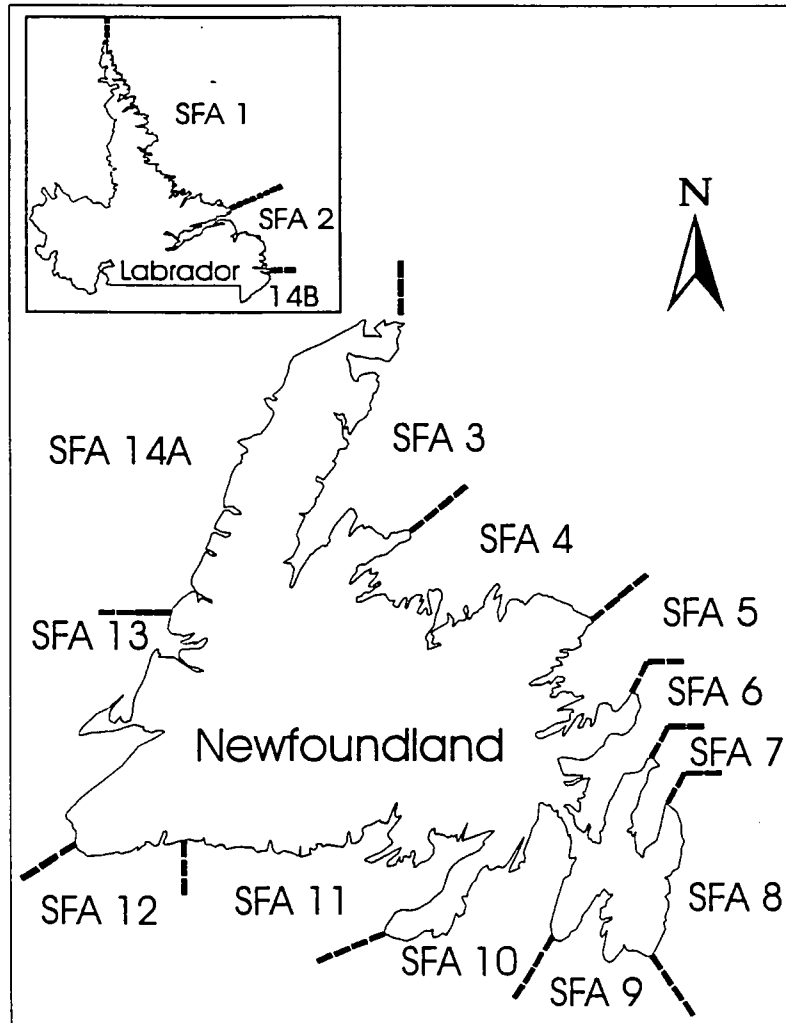 SFA 1
SFA 2
Labrador
14B
N
SFA 14A
SFA 3
SFA 4
SFA 13
SFA 5
SFA 6
Newfoundland
SFA 7
SFA 12
SFA 11
SFA 8
SFA 10
SFA 9